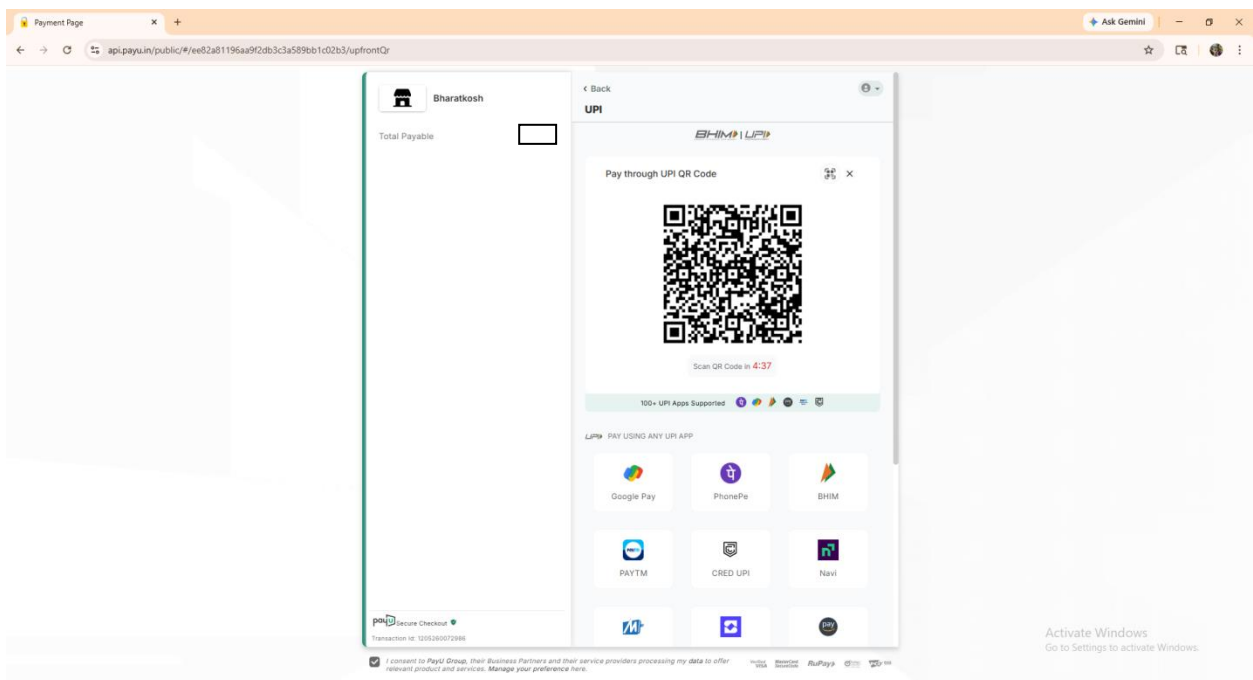 Payment Page
Ask Gemini
api.payu.in/public/#/ee82a81196aa9f2db3c3a589bb1c02b3/upfrontQr
Bharatkosh
Total Payable
Back
UPI
BHIM | UPI
Pay through UPI QR Code
Scan QR Code in 4:37
100+ UPI Apps Supported
UPI PAY USING ANY UPI APP
Google Pay
PhonePe
BHIM
PAYTM
CRED UPI
Navi
pay
payu Secure Checkout
Transaction Id: 1205260072986
I consent to PayU Group, their Business Partners and their service providers processing my data to offer
relevant product and services. Manage your preference here.
RuPay
Activate Windows
Go to Settings to activate Windows.